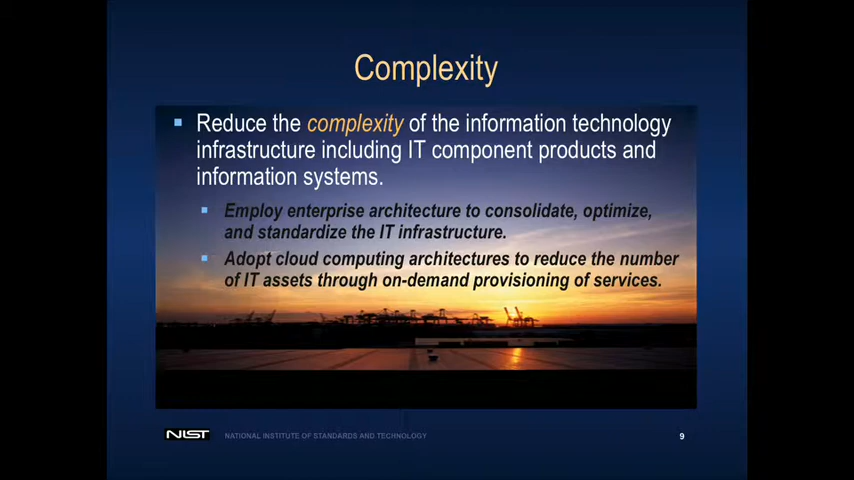 Complexity
Reduce the complexity of the information technology
infrastructure including IT component products and
information systems.
Employ enterprise architecture to consolidate, optimize,
and standardize the IT infrastructure.
Adopt cloud computing architectures to reduce the number
of IT assets through on-demand provisioning of services.
NIST NATIONAL INSTITUTE OF STANDARDS AND TECHNOLOGY 9